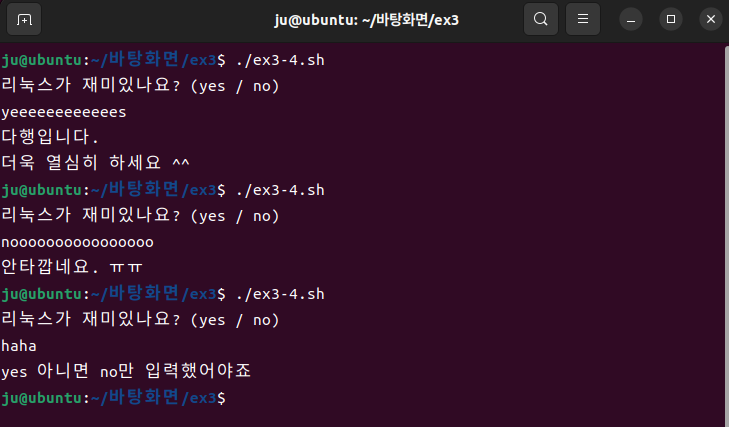 ju@ubuntu: ~/바탕화면/ex3
ju@ubuntu:~/바탕화면/ex3$ ./ex3-4.sh
리눅스가 재미있나요? (yes / no)
yeeeeeeeeeeees
다행입니다.
더욱 열심히 하세요 ^^
ju@ubuntu:~/바탕화면/ex3$ ./ex3-4.sh
리눅스가 재미있나요? (yes / no)
noooooooooooooooo
안타깝네요. ㅠㅠ
ju@ubuntu:~/바탕화면/ex3$ ./ex3-4.sh
리눅스가 재미있나요? (yes / no)
haha
yes 아니면 no만 입력했어야죠
ju@ubuntu:~/바탕화면/ex3$